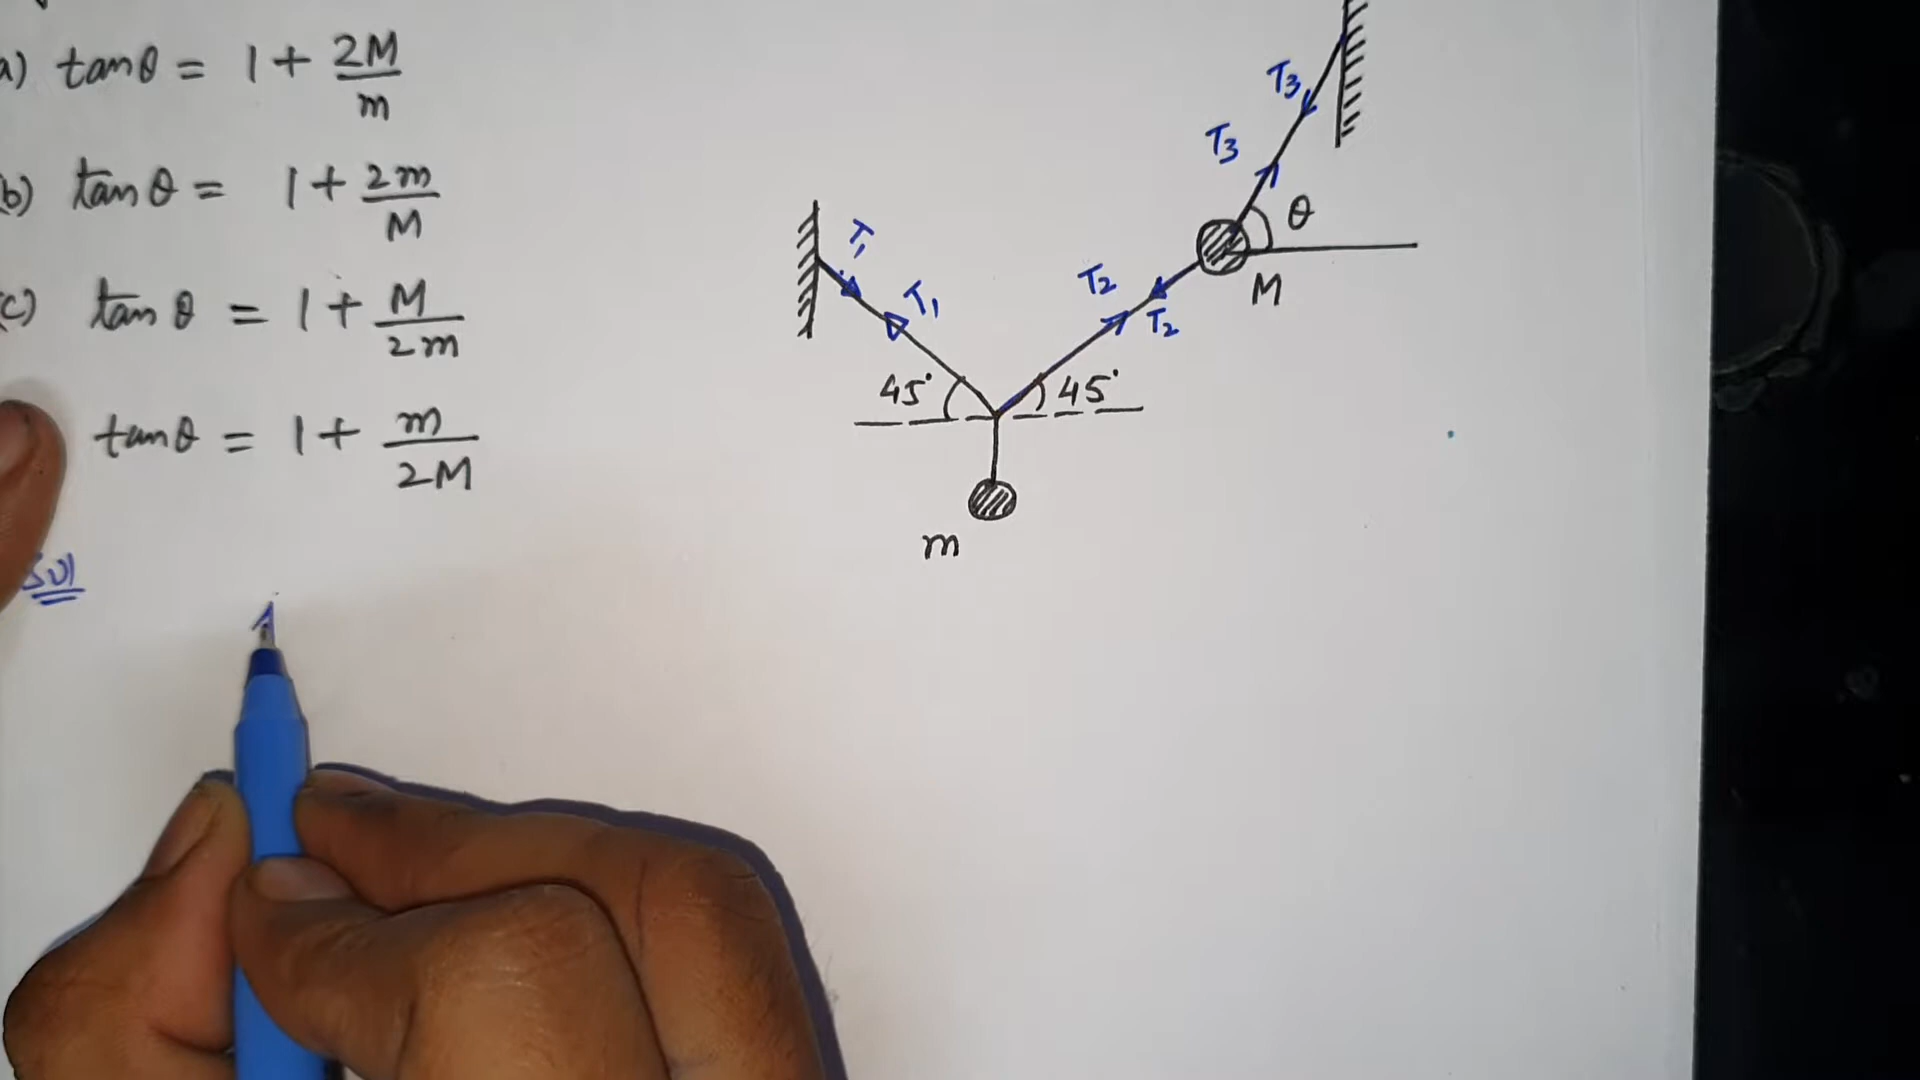 a) tanθ = 1 + 2M/m
(b) tanθ = 1 + 2m/M
(c) tanθ = 1 + M/2m
tanθ = 1 + m/2M
Sol
T3
T3
θ
M
T1
T1
T2
T2
45°
45°
m